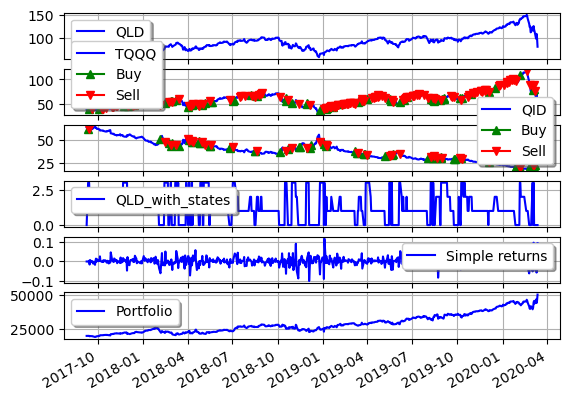 150
QLD
100
TQQQ
100
Buy
50
Sell
QID
Buy
50
Sell
25
2.5
QLD_with_states
0.0
0.1
Simple returns
0.0
−0.1
50000
Portfolio
25000
2017-10
2018-01
2018-04
2018-07
2018-10
2019-01
2019-04
2019-07
2019-10
2020-01
2020-04